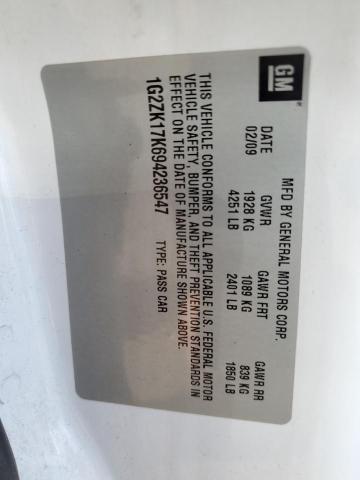 GM
MFD BY GENERAL MOTORS CORP.
DATE GVWR GAWR FRT GAWR RR
02/09 1928 KG 1089 KG 839 KG
4251 LB 2401 LB 1850 LB
THIS VEHICLE CONFORMS TO ALL APPLICABLE U.S. FEDERAL MOTOR
VEHICLE SAFETY, BUMPER, AND THEFT PREVENTION STANDARDS IN
EFFECT ON THE DATE OF MANUFACTURE SHOWN ABOVE.
1G2ZK17K694236547 TYPE: PASS CAR